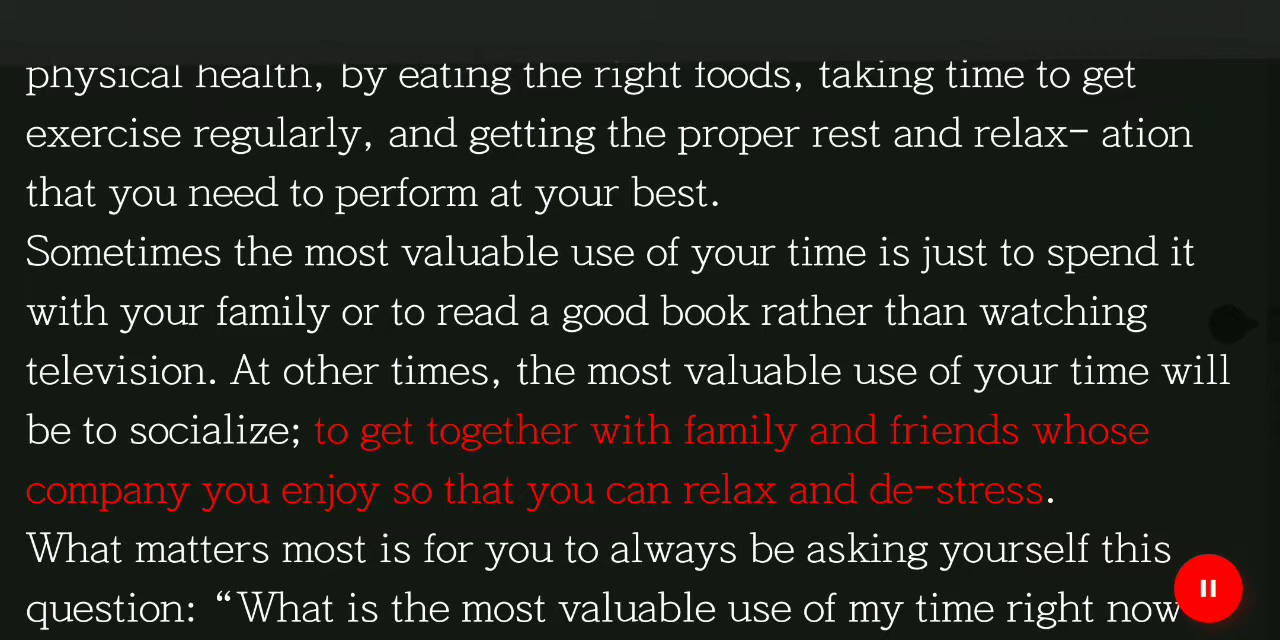 physical health, by eating the right foods, taking time to get
exercise regularly, and getting the proper rest and relax- ation
that you need to perform at your best.
Sometimes the most valuable use of your time is just to spend it
with your family or to read a good book rather than watching
television. At other times, the most valuable use of your time will
be to socialize; to get together with family and friends whose
company you enjoy so that you can relax and de-stress.
What matters most is for you to always be asking yourself this
question: “What is the most valuable use of my time right now